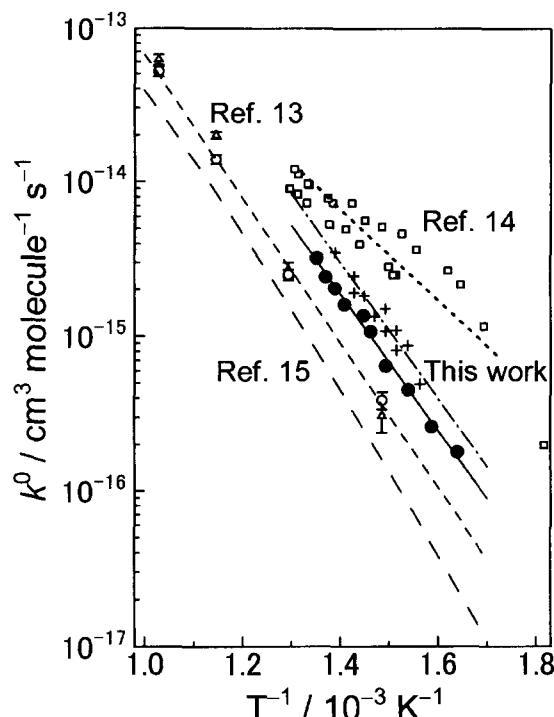 10⁻¹³
10⁻¹⁴
10⁻¹⁵
10⁻¹⁶
10⁻¹⁷
k⁰ / cm³ molecule⁻¹ s⁻¹
Ref. 13
Ref. 14
This work
Ref. 15
1.0 1.2 1.4 1.6 1.8
T⁻¹ / 10⁻³ K⁻¹